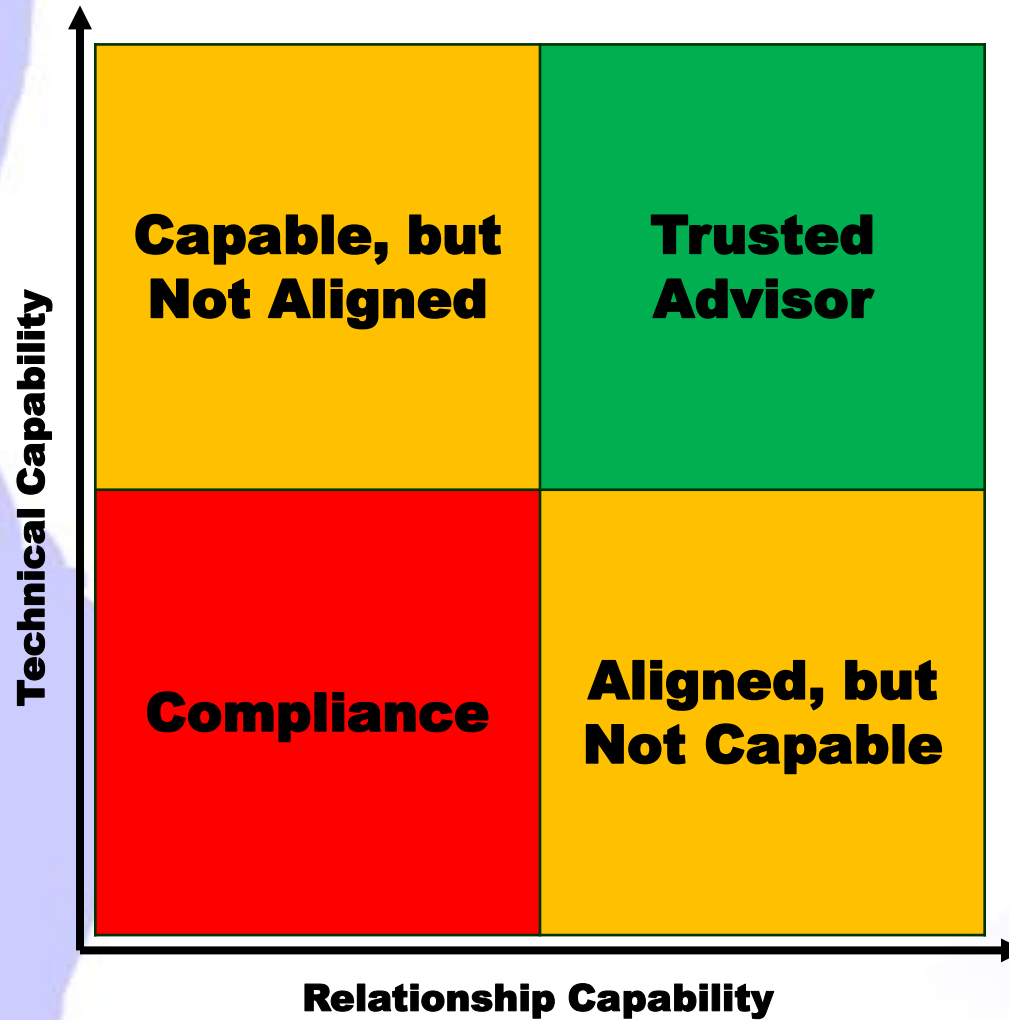 Capable, but
Not Aligned
Trusted
Advisor
Technical Capability
Compliance
Aligned, but
Not Capable
Relationship Capability